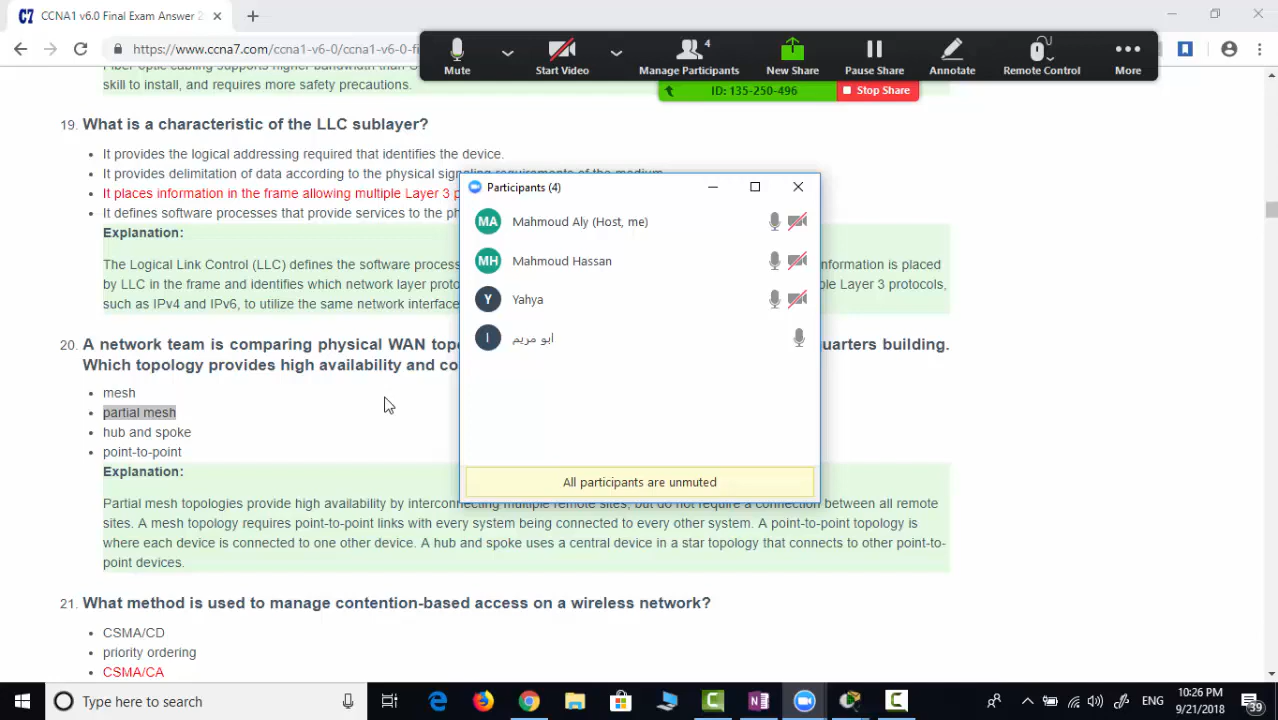 CCNA1 v6.0 Final Exam Answer 2
https://www.ccna7.com/ccna1-v6-0/ccna1-v6-0-fi
Mute
Start Video
4
Manage Participants
New Share
Pause Share
Annotate
Remote Control
More
ID: 135-250-496
Stop Share
skill to install, and requires more safety precautions.
19. What is a characteristic of the LLC sublayer?
It provides the logical addressing required that identifies the device.
It provides delimitation of data according to the physical signaling requirements of the medium.
It places information in the frame allowing multiple Layer 3 p
It defines software processes that provide services to the ph
Explanation:
The Logical Link Control (LLC) defines the software process
nformation is placed
by LLC in the frame and identifies which network layer proto
ple Layer 3 protocols,
such as IPv4 and IPv6, to utilize the same network interface
Participants (4)
MA Mahmoud Aly (Host, me)
MH Mahmoud Hassan
Y Yahya
I ابو مريم
All participants are unmuted
20. A network team is comparing physical WAN topo
quarters building.
Which topology provides high availability and co
mesh
partial mesh
hub and spoke
point-to-point
Explanation:
Partial mesh topologies provide high availability by interconnecting multiple remote sites, but do not require a connection between all remote
sites. A mesh topology requires point-to-point links with every system being connected to every other system. A point-to-point topology is
where each device is connected to one other device. A hub and spoke uses a central device in a star topology that connects to other point-to-
point devices.
21. What method is used to manage contention-based access on a wireless network?
CSMA/CD
priority ordering
CSMA/CA
Type here to search
ENG
10:26 PM
9/21/2018
39